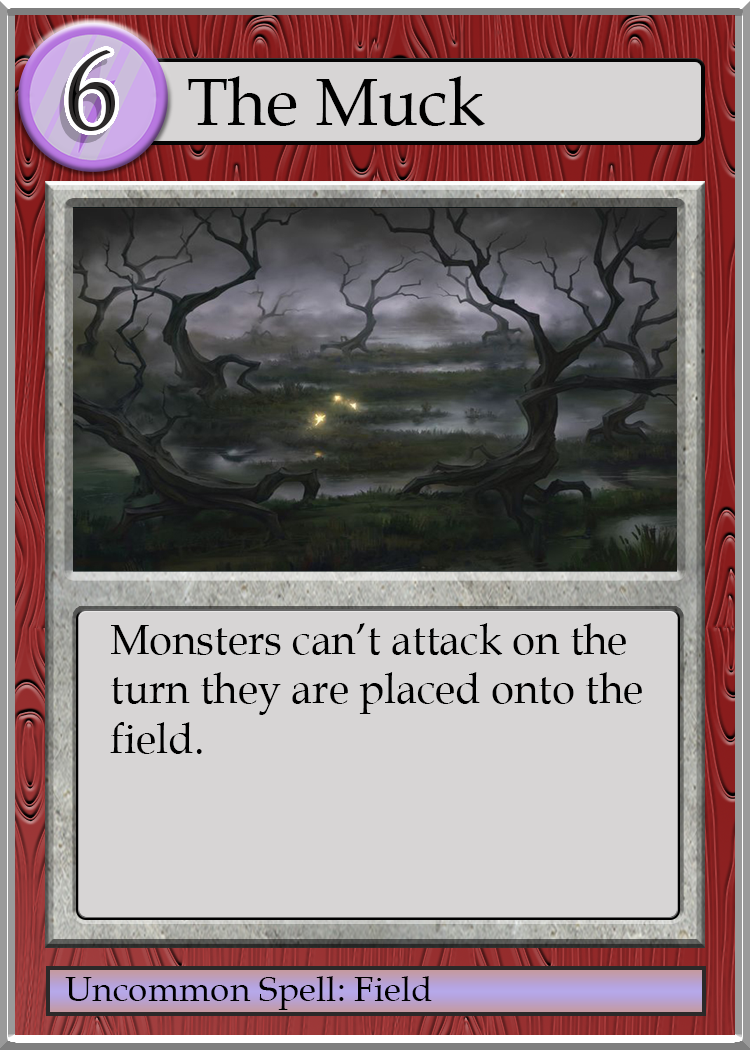 6
The Muck
Monsters can’t attack on the
turn they are placed onto the
field.
Uncommon Spell: Field